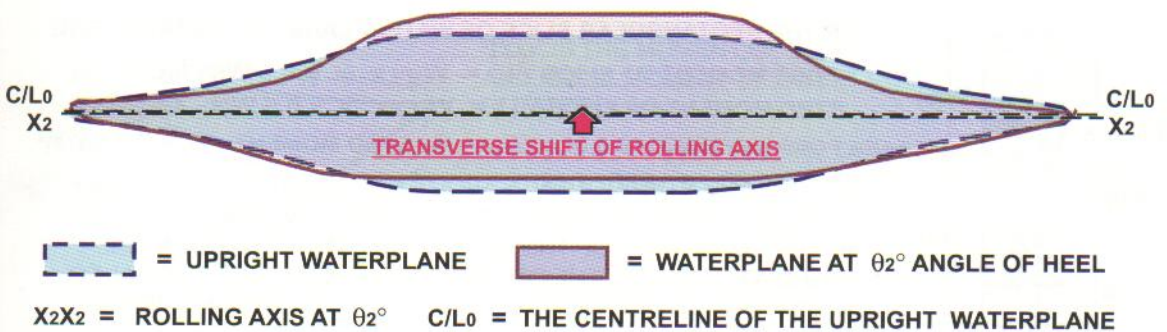 C/L₀ C/L₀
X₂ X₂
TRANSVERSE SHIFT OF ROLLING AXIS
= UPRIGHT WATERPLANE = WATERPLANE AT θ₂° ANGLE OF HEEL
X₂X₂ = ROLLING AXIS AT θ₂° C/L₀ = THE CENTRELINE OF THE UPRIGHT WATERPLANE